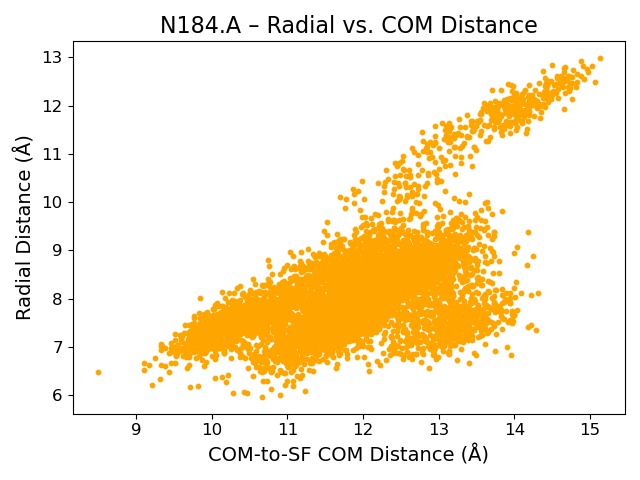 N184.A – Radial vs. COM Distance
13
12
11
10
9
8
7
6
Radial Distance (Å)
9 10 11 12 13 14 15
COM-to-SF COM Distance (Å)